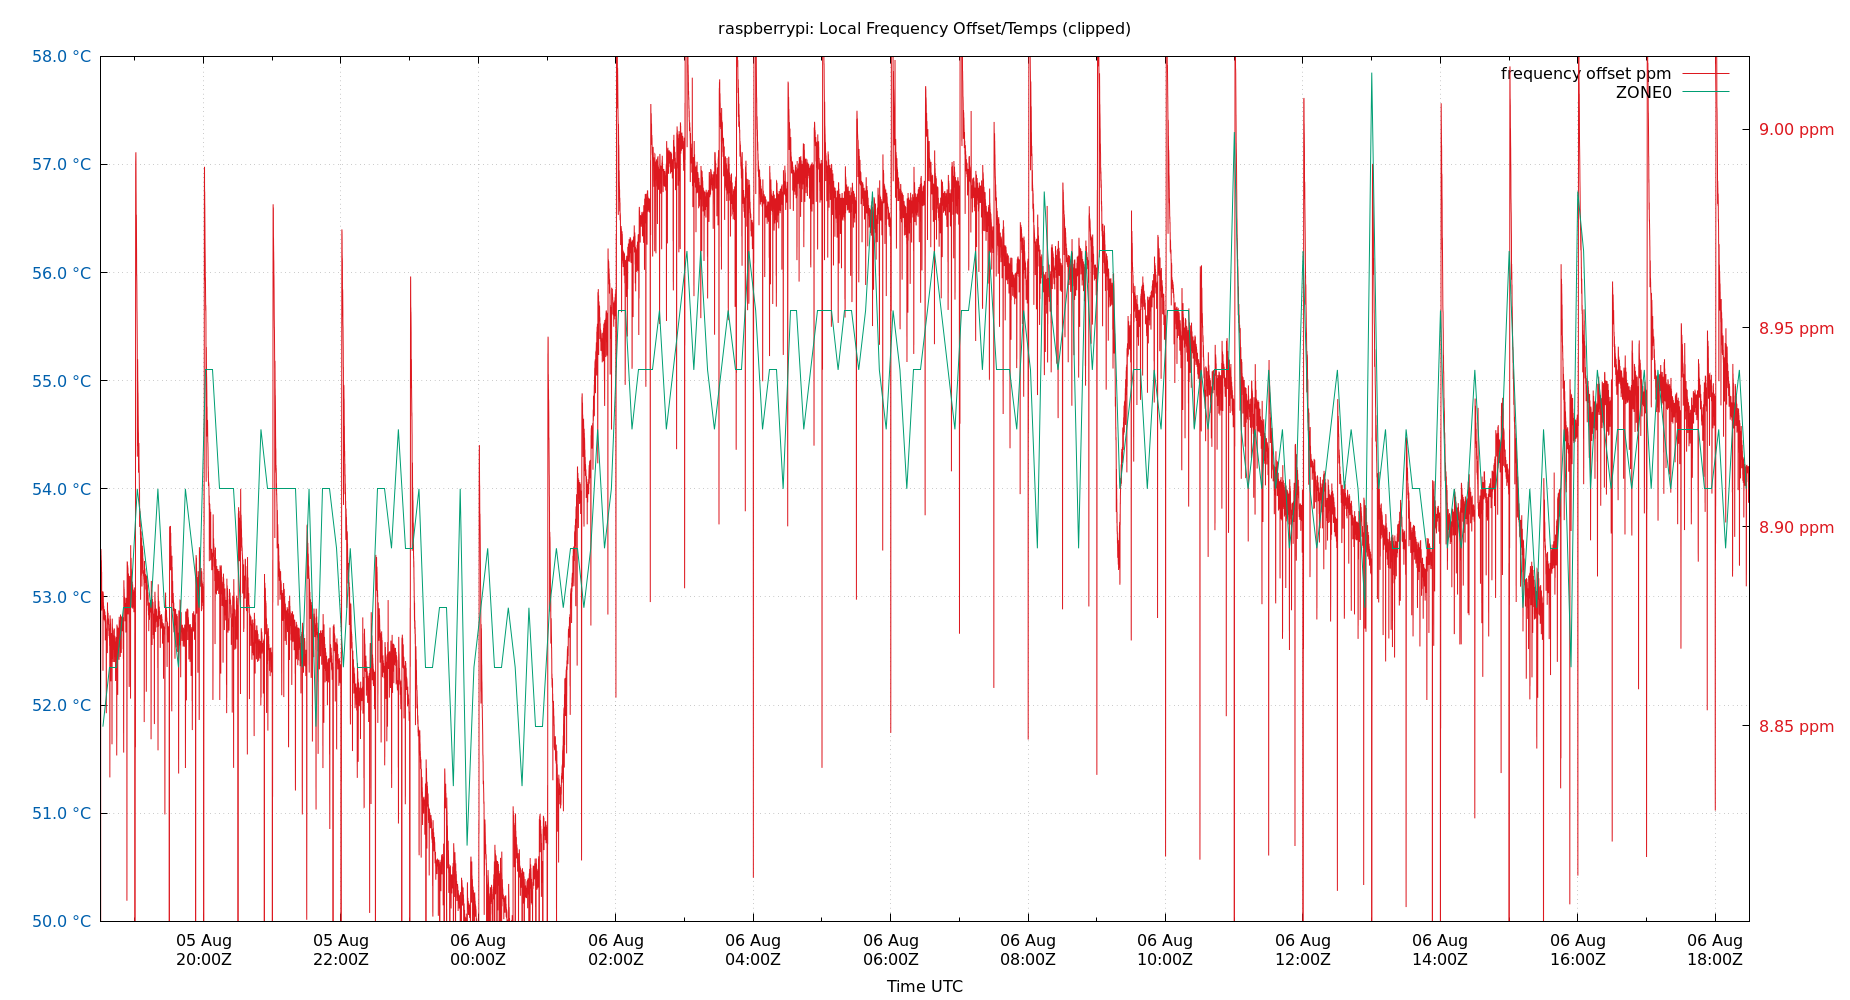 raspberrypi: Local Frequency Offset/Temps (clipped)
58.0 °C
57.0 °C
56.0 °C
55.0 °C
54.0 °C
53.0 °C
52.0 °C
51.0 °C
50.0 °C
frequency offset ppm
ZONE0
9.00 ppm
8.95 ppm
8.90 ppm
8.85 ppm
05 Aug
20:00Z
05 Aug
22:00Z
06 Aug
00:00Z
06 Aug
02:00Z
06 Aug
04:00Z
06 Aug
06:00Z
06 Aug
08:00Z
06 Aug
10:00Z
06 Aug
12:00Z
06 Aug
14:00Z
06 Aug
16:00Z
06 Aug
18:00Z
Time UTC